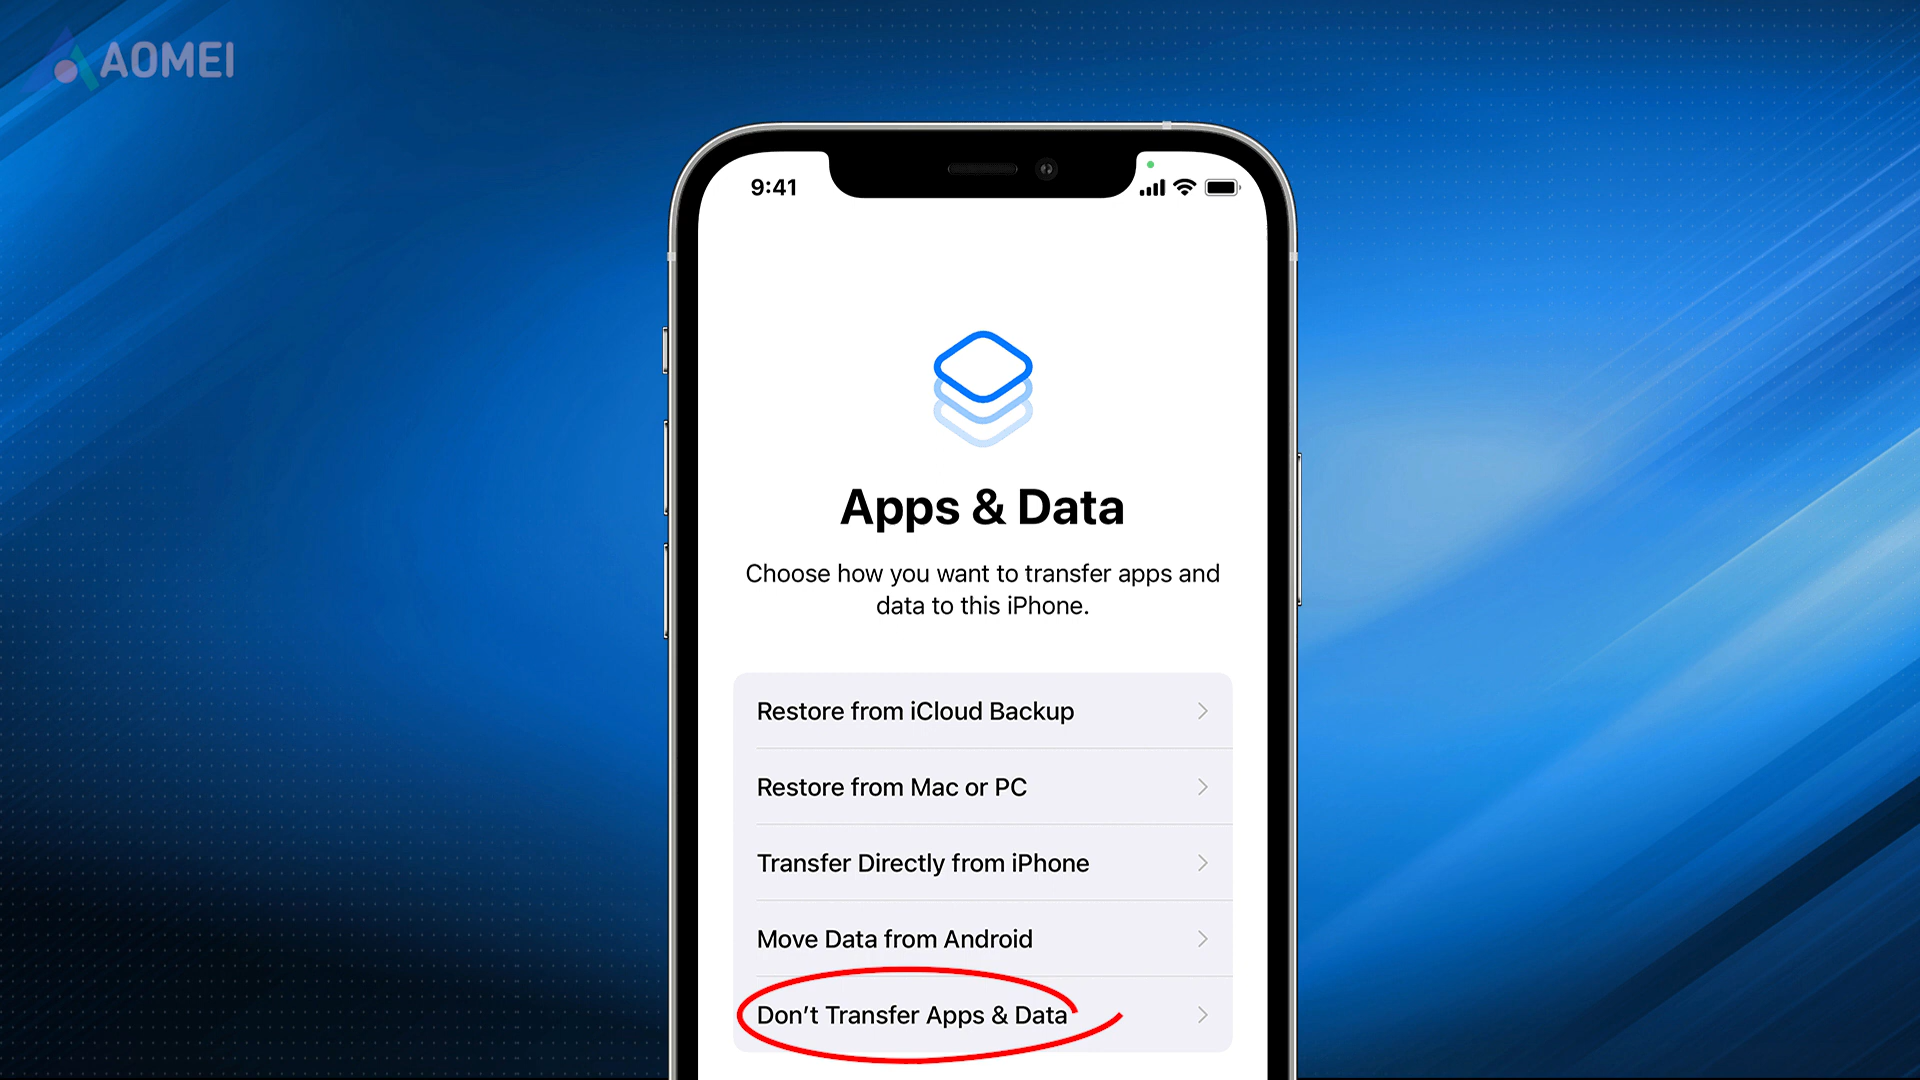 AOMEI
9:41
Apps & Data
Choose how you want to transfer apps and
data to this iPhone.
Restore from iCloud Backup
Restore from Mac or PC
Transfer Directly from iPhone
Move Data from Android
Don’t Transfer Apps & Data